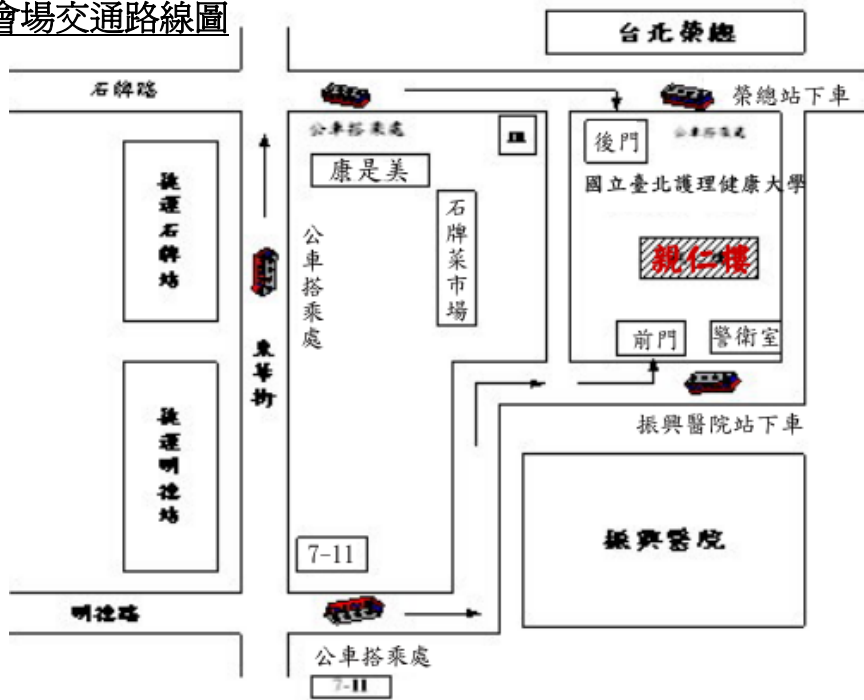 會場交通路線圖
台北榮總
石牌路
榮總站下車
公車搭乘處
公車搭乘處
後門
康是美
國立臺北護理健康大學
捷運石牌站
石牌菜市場
公車搭乘處
親仁樓
前門
警衛室
東華街
捷運明德站
振興醫院站下車
振興醫院
7-11
明德路
公車搭乘處
7-11